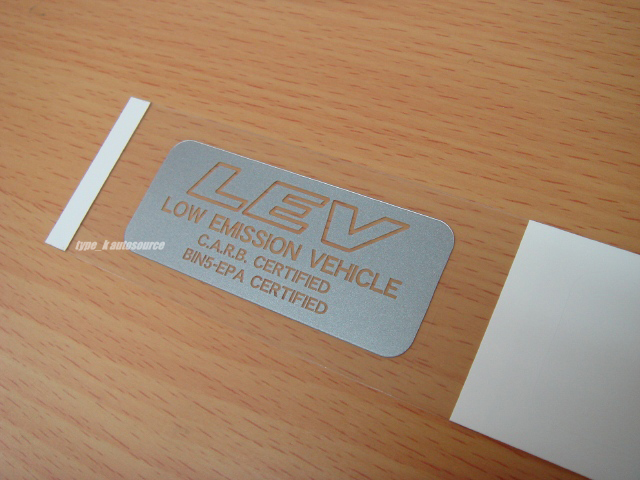 LEV
LOW EMISSION VEHICLE
C.A.R.B. CERTIFIED
BIN5-EPA CERTIFIED
type_k autosource